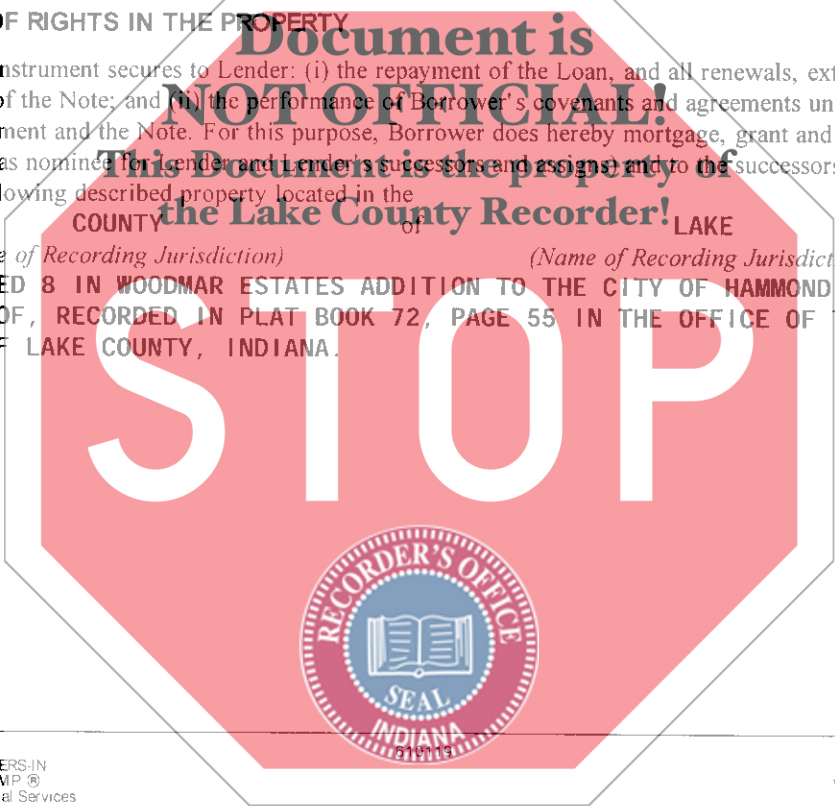 OF RIGHTS IN THE PROPERTY
Document is
nstrument secures to Lender: (i) the repayment of the Loan, and all renewals, ext
NOT OFFICIAL!
of the Note; and (ii) the performance of Borrower's covenants and agreements un
ment and the Note. For this purpose, Borrower does hereby mortgage, grant and
This Document is the property of
as nominee for Lender and Lender's successors and assigns) and to the successors
lowing described property located in the
the Lake County Recorder!
COUNTY of LAKE
e of Recording Jurisdiction) (Name of Recording Jurisdict
ED 8 IN WOODMAR ESTATES ADDITION TO THE CITY OF HAMMOND
OF, RECORDED IN PLAT BOOK 72, PAGE 55 IN THE OFFICE OF T
F LAKE COUNTY, INDIANA.
STOP
RECORDER'S OFFICE
SEAL
INDIANA
610119
ERS-IN
MP ®
al Services